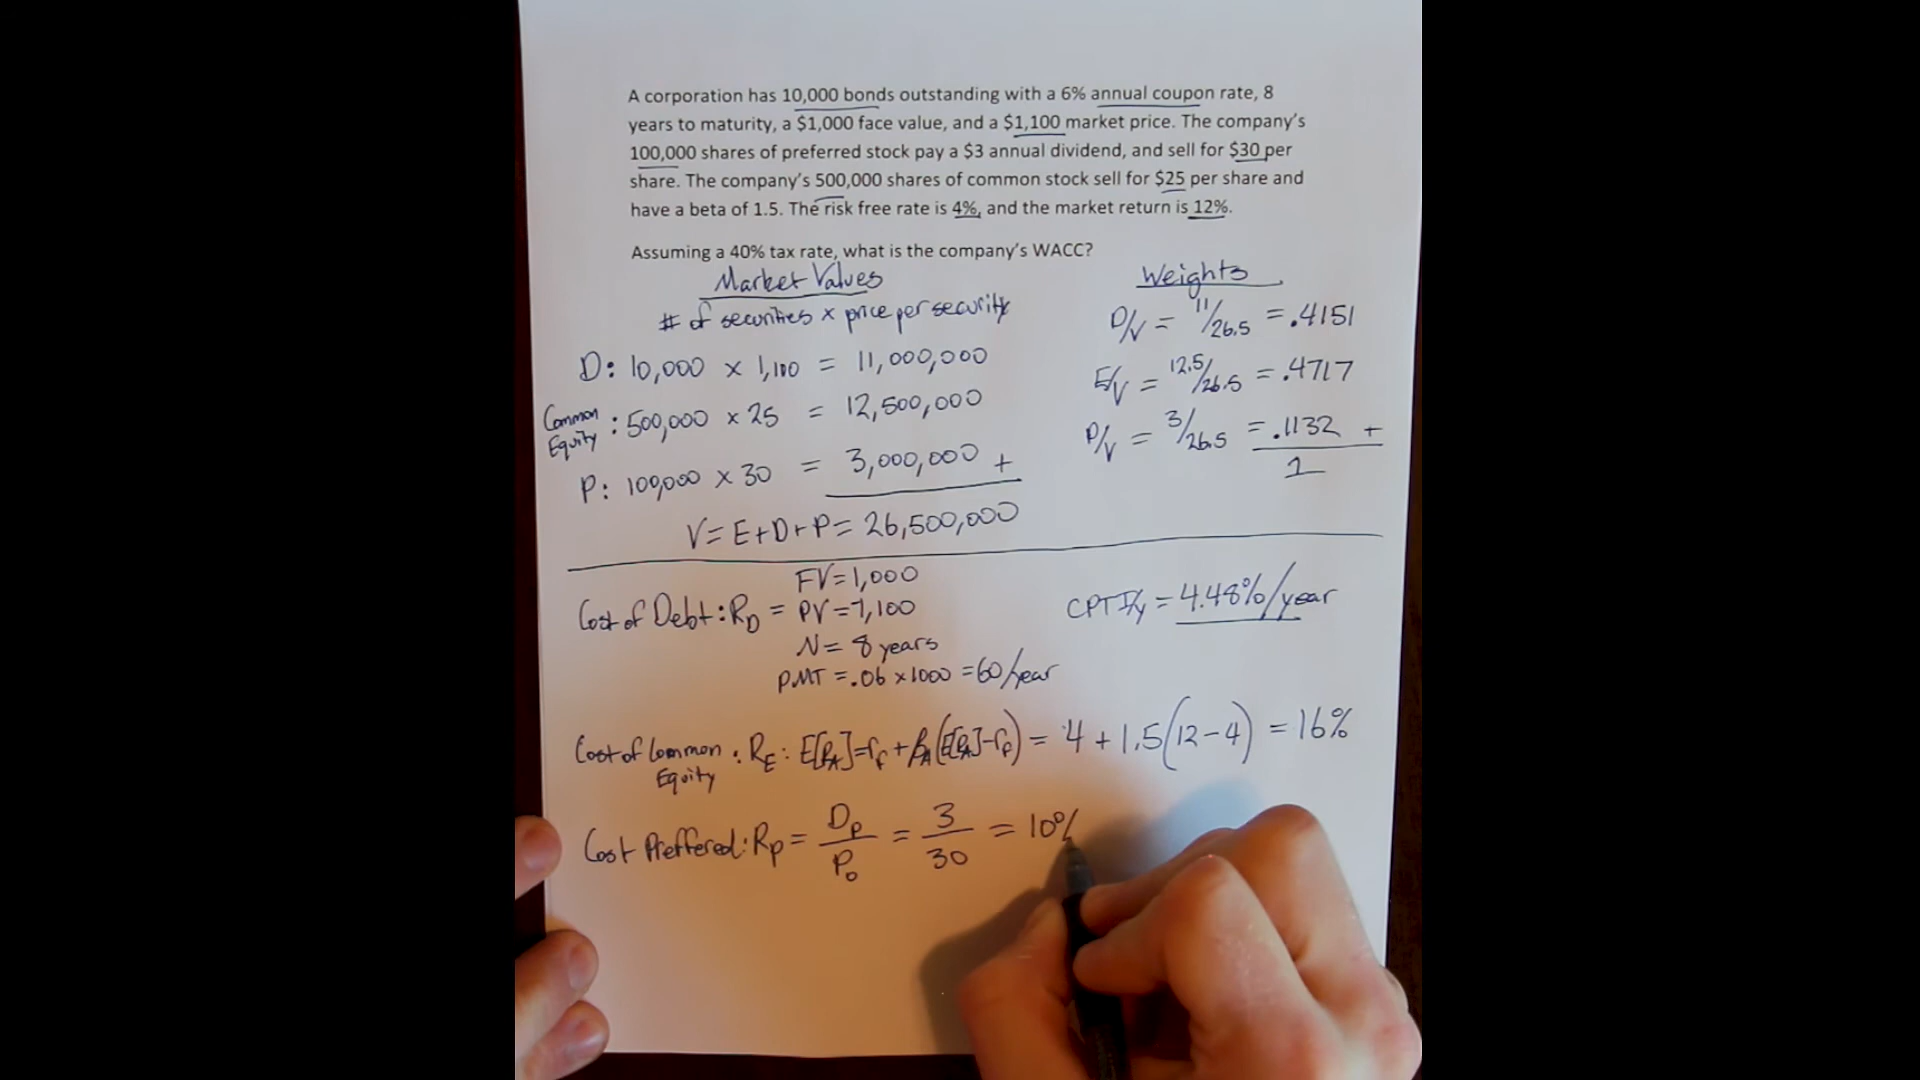 A corporation has 10,000 bonds outstanding with a 6% annual coupon rate, 8
years to maturity, a $1,000 face value, and a $1,100 market price. The company's
100,000 shares of preferred stock pay a $3 annual dividend, and sell for $30 per
share. The company's 500,000 shares of common stock sell for $25 per share and
have a beta of 1.5. The risk free rate is 4%, and the market return is 12%.
Assuming a 40% tax rate, what is the company's WACC?
Market Values
# of securities x price per security
D: 10,000 x 1,100 = 11,000,000
Common Equity : 500,000 x 25 = 12,500,000
P: 100,000 x 30 = 3,000,000 +
V = E+D+P = 26,500,000
Weights
D/V = 11/26.5 = .4151
E/V = 12.5/26.5 = .4717
P/V = 3/26.5 = .1132 +
1
Cost of Debt: RD =
FV = 1,000
PV = -1,100
N = 8 years
PMT = .06 x 1000 = 60/year
CPT I/y = 4.48%/year
Cost of Common Equity : RE : E[RA] = rf + βA(E[RA] - rf) = 4 + 1.5(12 - 4) = 16%
Cost Preffered: RP = DP/P0 = 3/30 = 10%